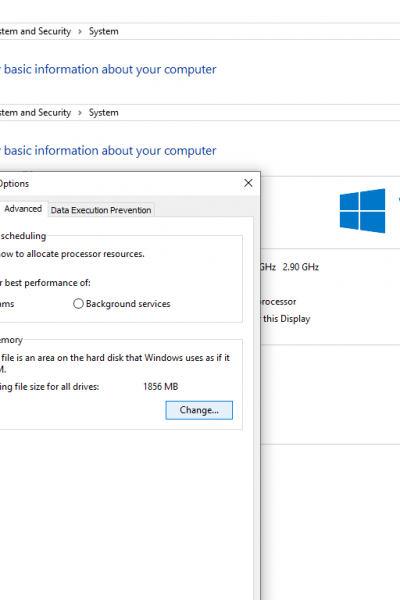 stem and Security > System
basic information about your computer
stem and Security > System
basic information about your computer
Options
Advanced Data Execution Prevention
scheduling
how to allocate processor resources.
best performance of:
ams Background services
GHz 2.90 GHz
processor
this Display
emory
file is an area on the hard disk that Windows uses as if it
M.
ing file size for all drives: 1856 MB
Change...